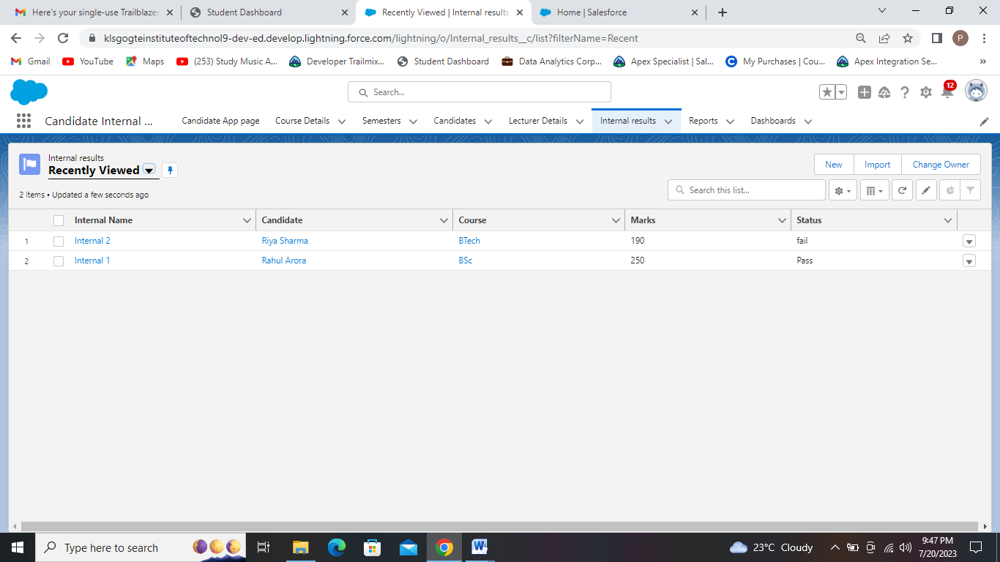 Here's your single-use Trailblazer
Student Dashboard
Recently Viewed | Internal results
Home | Salesforce
klsgogteinstituteoftechnol9-dev-ed.develop.lightning.force.com/lightning/o/Internal_results__c/list?filterName=Recent
P
Gmail
YouTube
Maps
(253) Study Music A...
Developer Trailmix...
Student Dashboard
Data Analytics Corp...
Apex Specialist | Sal...
My Purchases | Cou...
Apex Integration Se...
Search...
12
Candidate Internal ...
Candidate App page
Course Details
Semesters
Candidates
Lecturer Details
Internal results
Reports
Dashboards
Internal results
Recently Viewed
New
Import
Change Owner
2 items • Updated a few seconds ago
Search this list...
Internal Name Candidate Course Marks Status
1 Internal 2 Riya Sharma BTech 190 fail
2 Internal 1 Rahul Arora BSc 250 Pass
Type here to search
23°C Cloudy
9:47 PM
7/20/2023